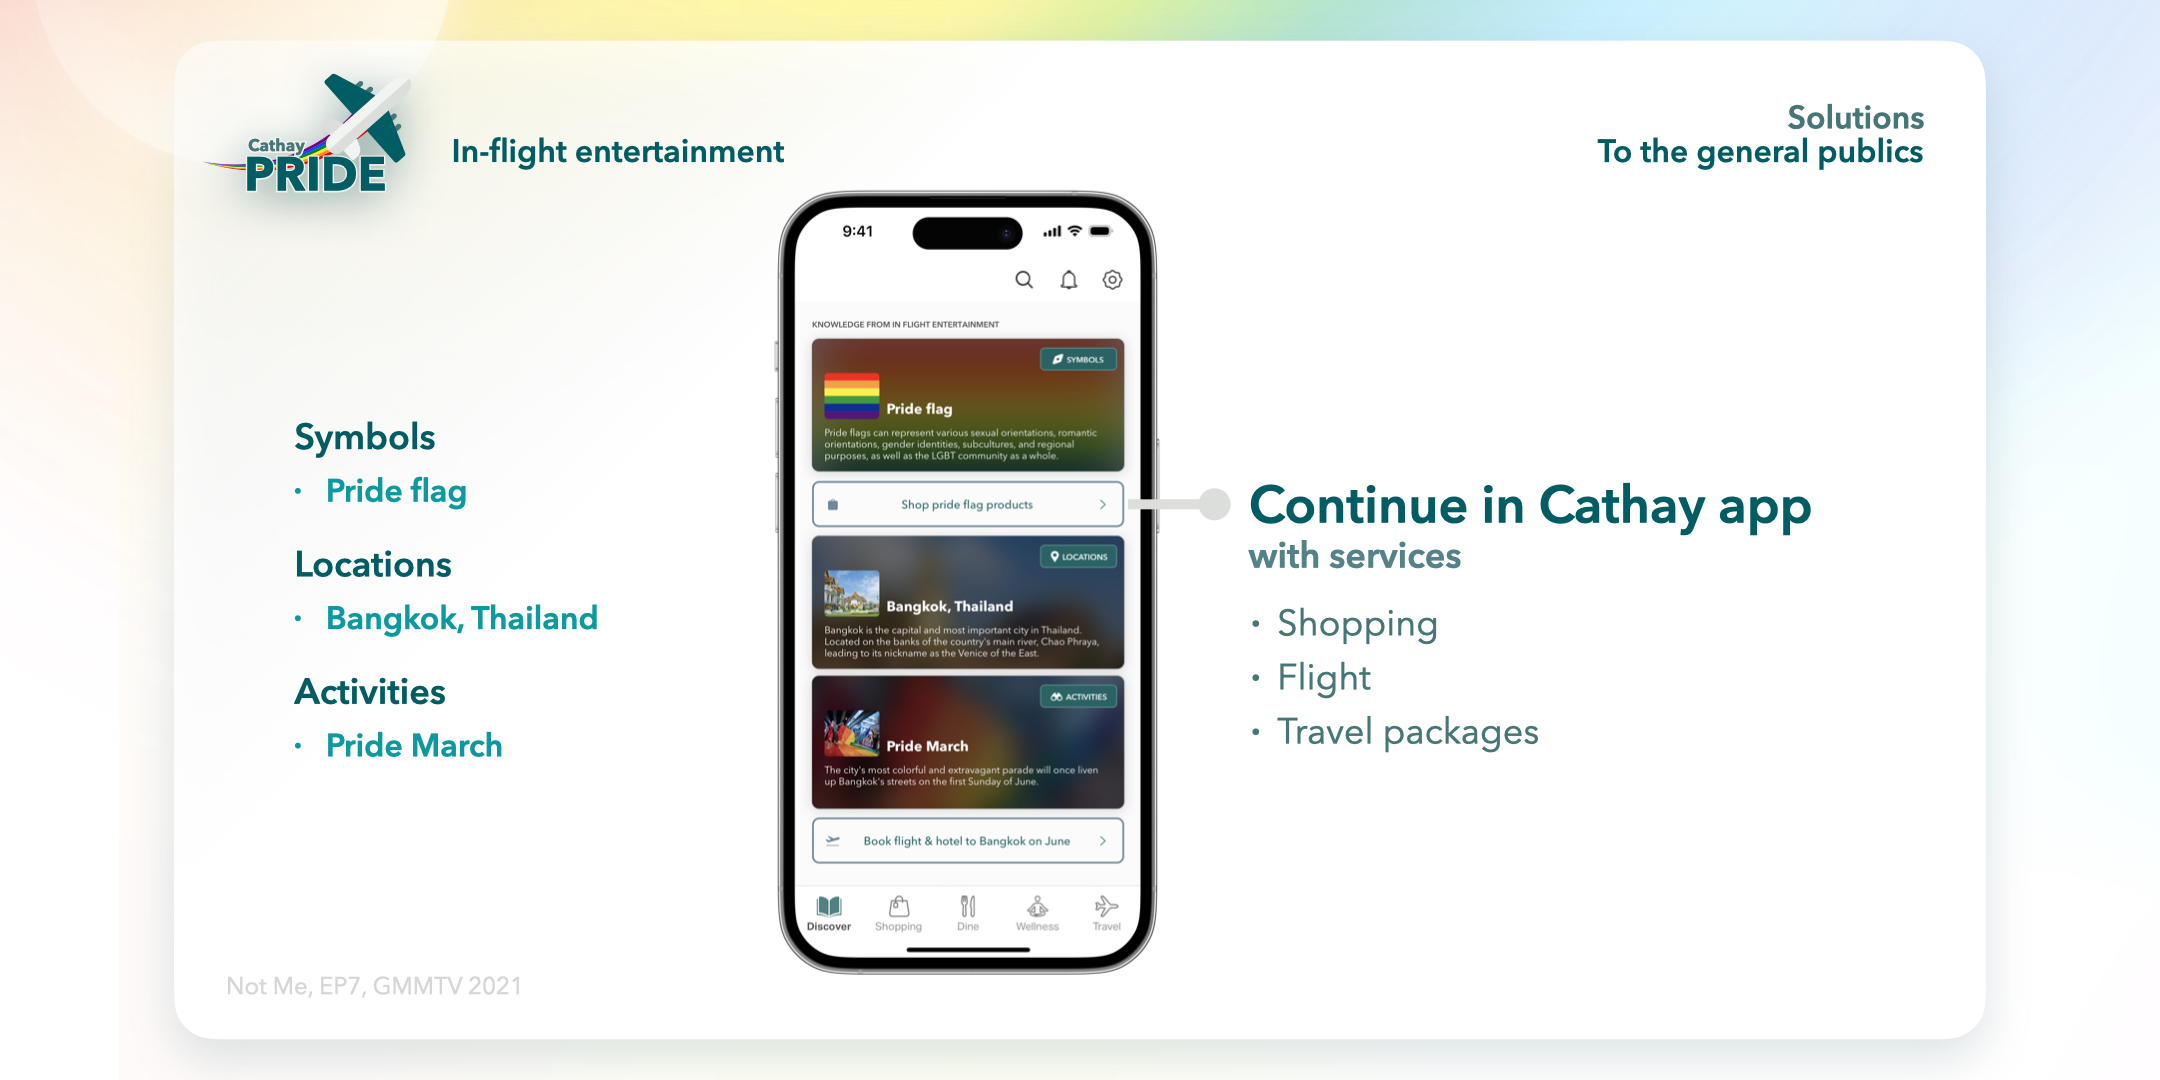 Cathay
PRIDE
In-flight entertainment
Solutions
To the general publics
Symbols
• Pride flag
Locations
• Bangkok, Thailand
Activities
• Pride March
9:41
KNOWLEDGE FROM IN FLIGHT ENTERTAINMENT
SYMBOLS
Pride flag
Pride flags can represent various sexual orientations, romantic
orientations, gender identities, subcultures, and regional
purposes, as well as the LGBT community as a whole.
Shop pride flag products
LOCATIONS
Bangkok, Thailand
Bangkok is the capital and most important city in Thailand.
Located on the banks of the country's main river, Chao Phraya,
leading to its nickname as the Venice of the East.
ACTIVITIES
Pride March
The city's most colorful and extravagant parade will once liven
up Bangkok's streets on the first Sunday of June.
Book flight & hotel to Bangkok on June
Discover
Shopping
Dine
Wellness
Travel
Continue in Cathay app
with services
• Shopping
• Flight
• Travel packages
Not Me, EP7, GMMTV 2021